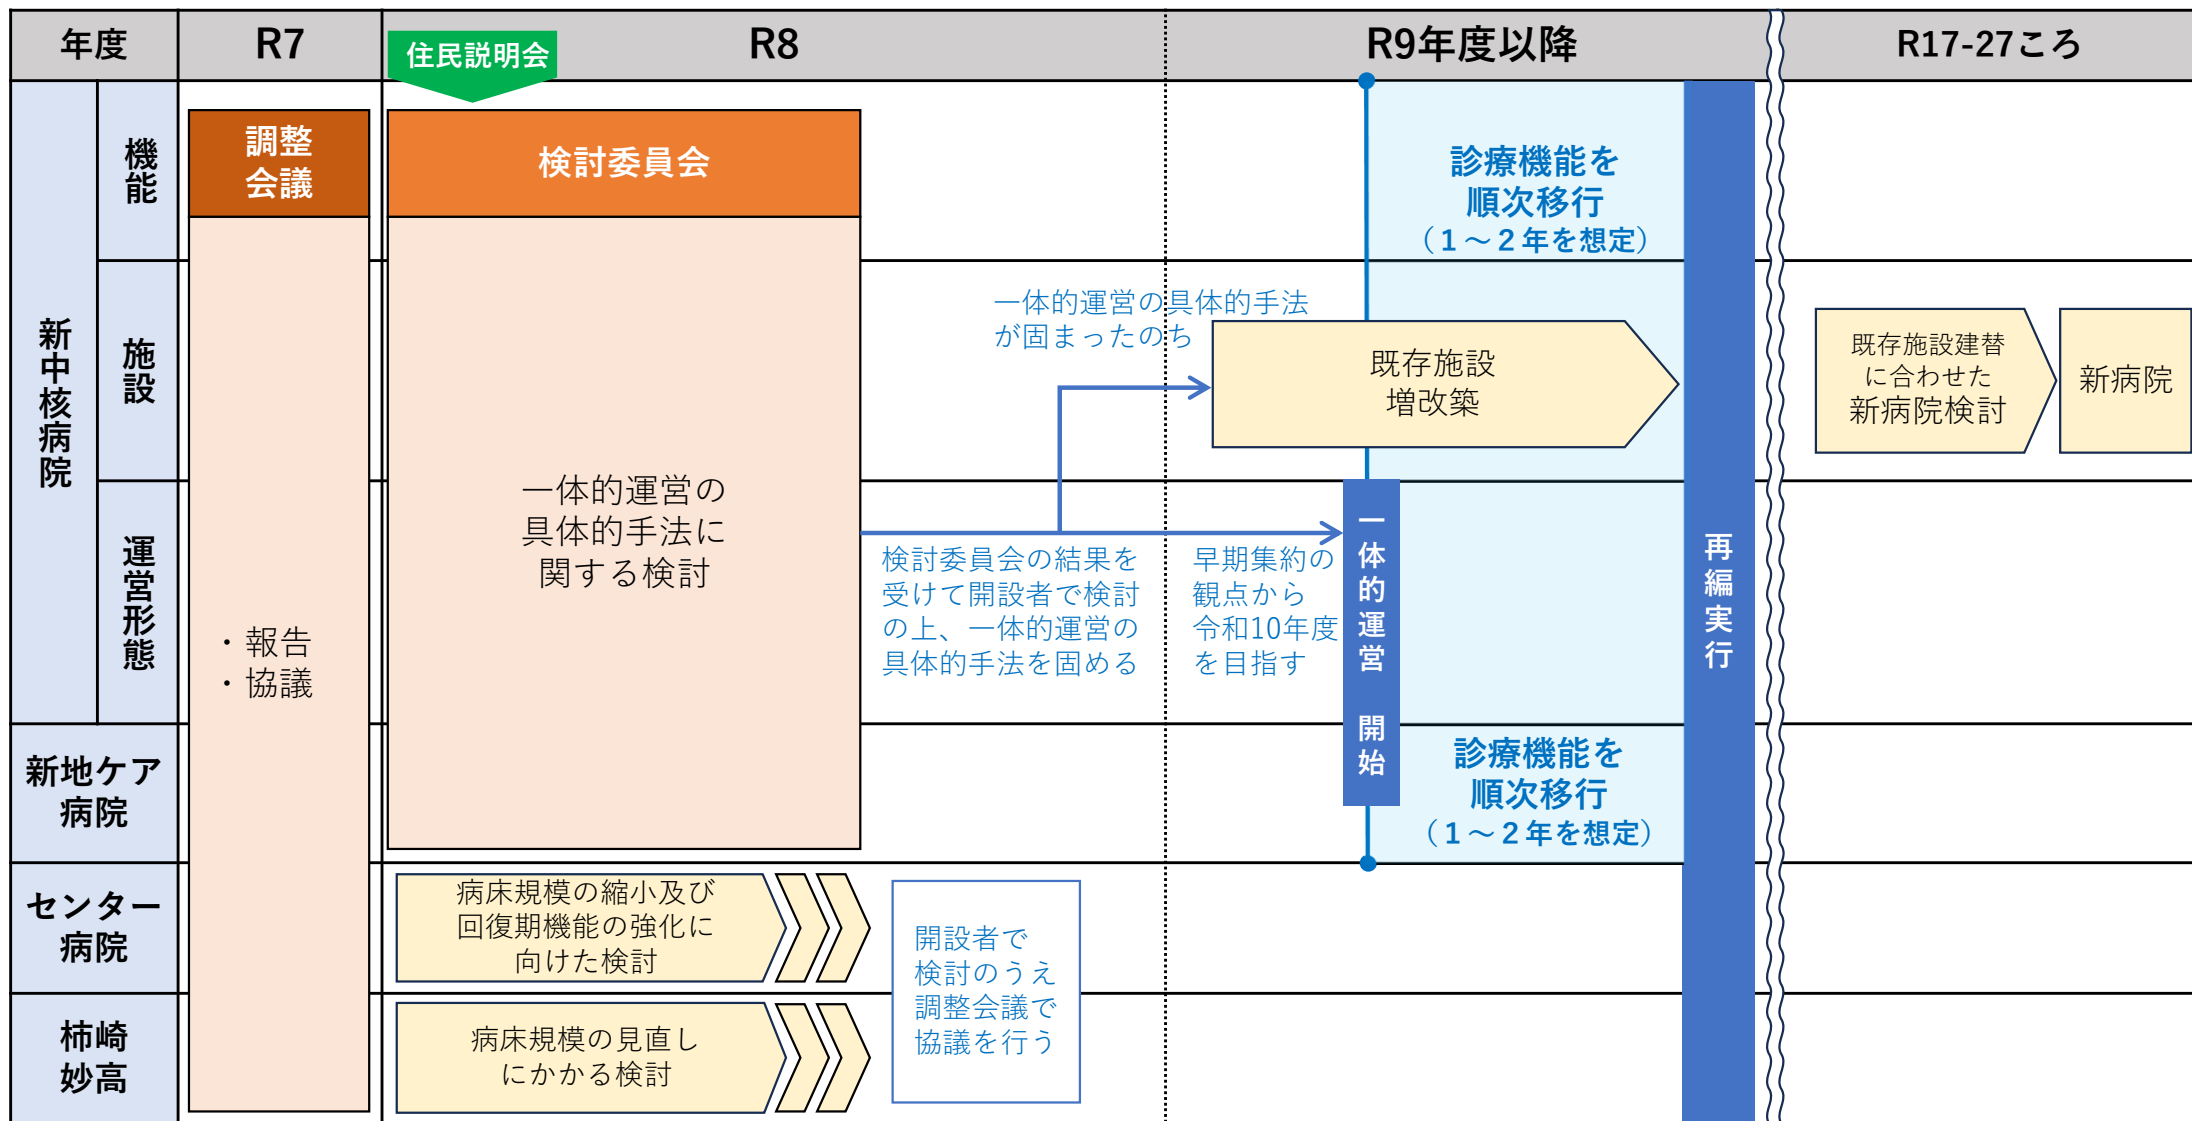 年度
R7
住民説明会
R8
R9年度以降
R17-27ころ
新中核病院
機能
調整
会議
検討委員会
診療機能を
順次移行
（１～２年を想定）
施設
一体的運営の具体的手法
が固まったのち
既存施設
増改築
既存施設建替
に合わせた
新病院検討
新病院
運営形態
・報告
・協議
一体的運営の
具体的手法に
関する検討
検討委員会の結果を
受けて開設者で検討
の上、一体的運営の
具体的手法を固める
早期集約の
観点から
令和10年度
を目指す
一体的運営　開始
再編実行
新地ケア
病院
診療機能を
順次移行
（１～２年を想定）
センター
病院
病床規模の縮小及び
回復期機能の強化に
向けた検討
開設者で
検討のうえ
調整会議で
協議を行う
柿崎
妙高
病床規模の見直し
にかかる検討